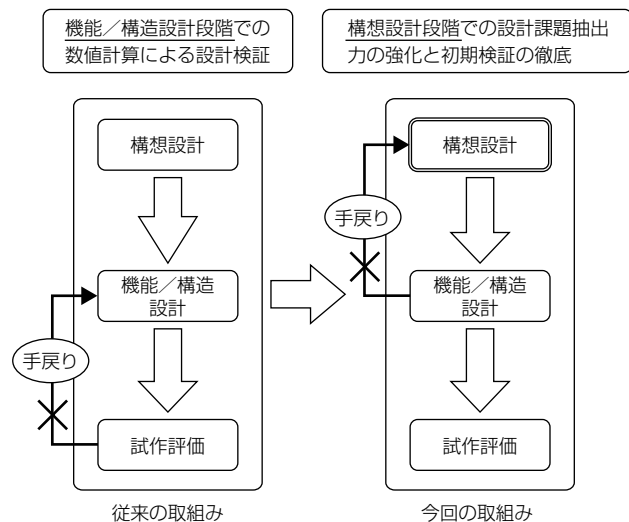 機能／構造設計段階での
数値計算による設計検証
構想設計
機能／構造
設計
手戻り
試作評価
従来の取組み
構想設計段階での設計課題抽出
力の強化と初期検証の徹底
構想設計
手戻り
機能／構造
設計
試作評価
今回の取組み